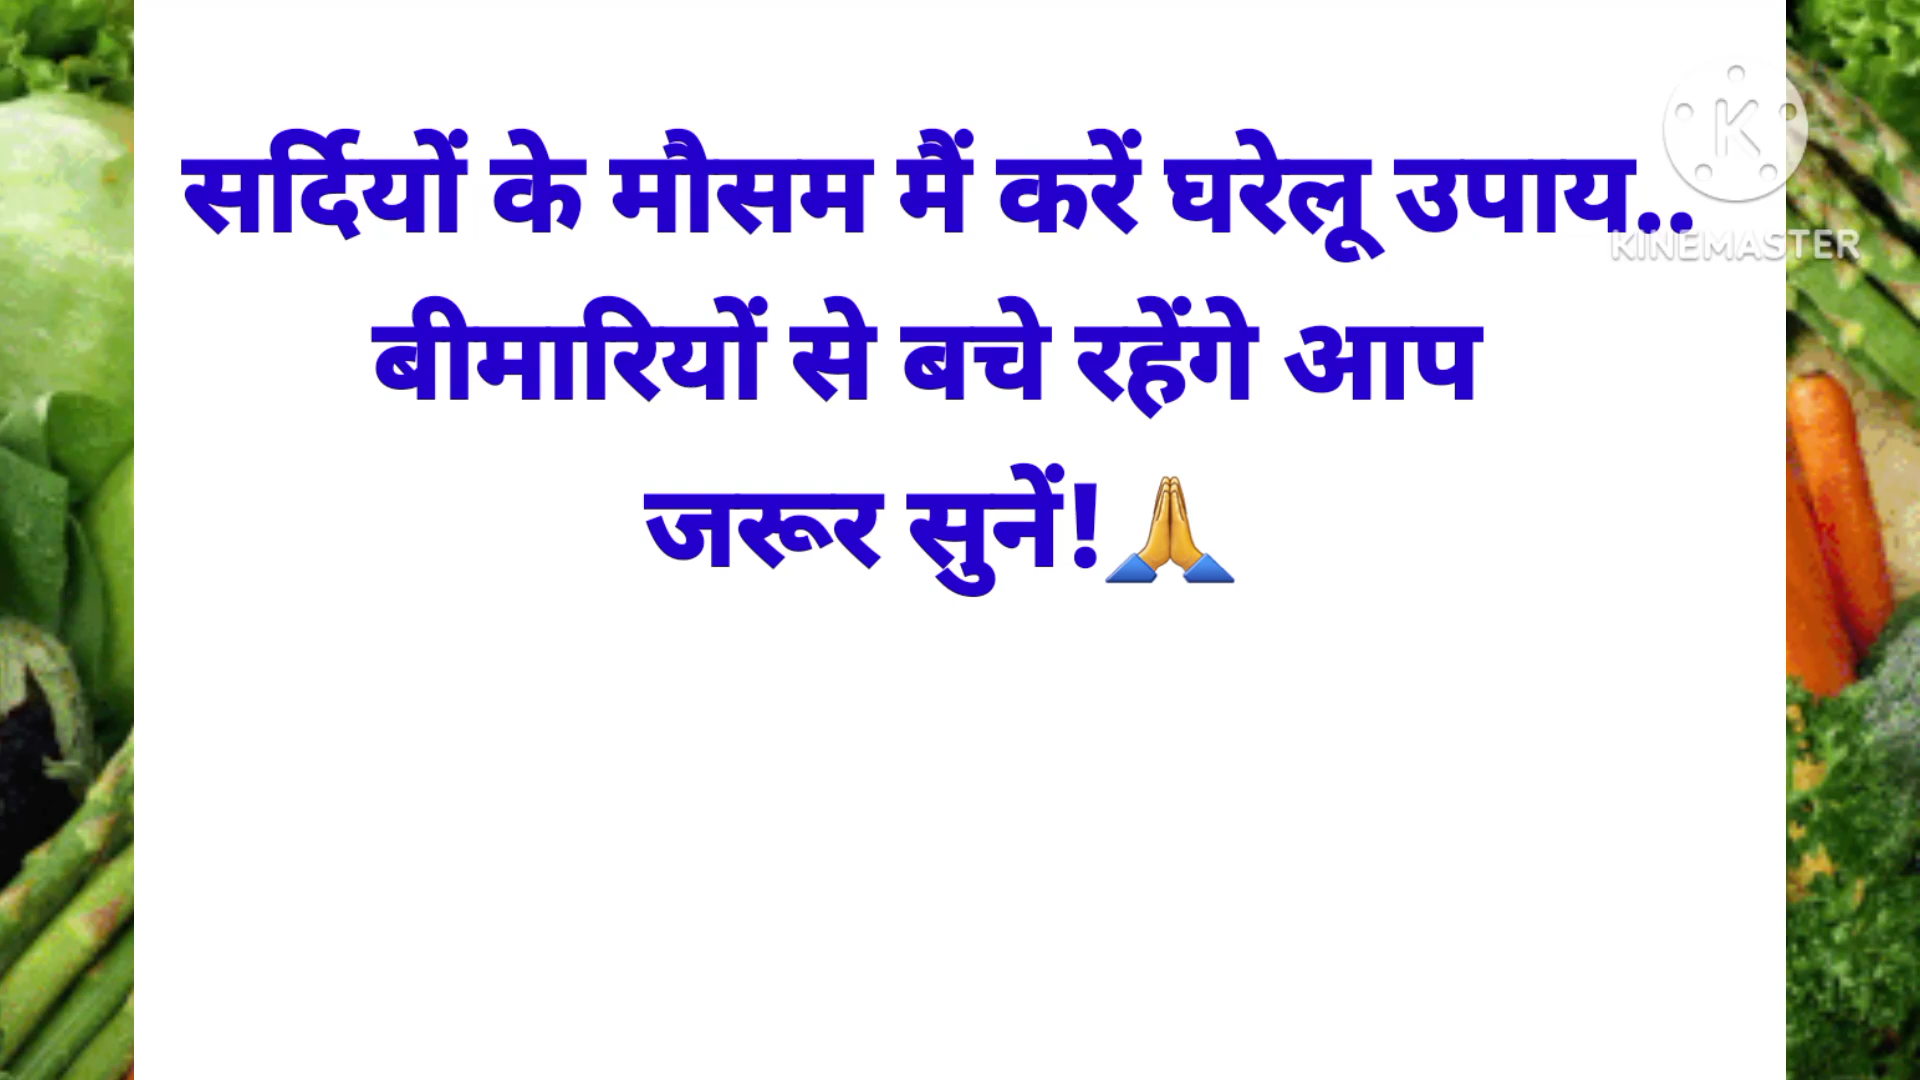 सर्दियों के मौसम मैं करें घरेलू उपाय..
बीमारियों से बचे रहेंगे आप
जरूर सुनें!🙏
K
KINEMASTER